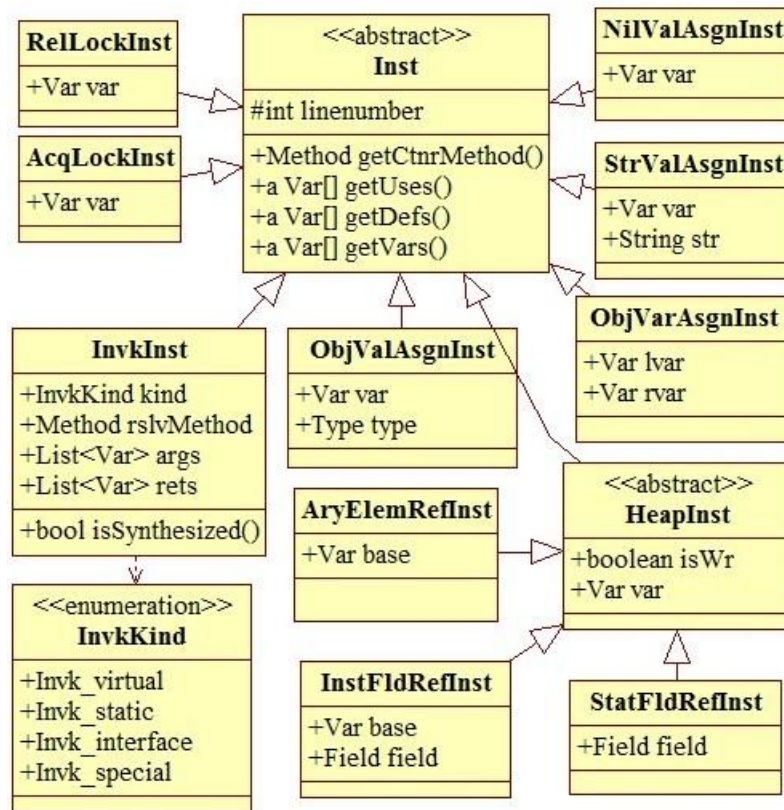 RelLockInst
+Var var
AcqLockInst
+Var var
<<abstract>>
Inst
#int linenumber
+Method getCtnrMethod()
+a Var[] getUses()
+a Var[] getDefs()
+a Var[] getVars()
NilValAsgnInst
+Var var
StrValAsgnInst
+Var var
+String str
ObjVarAsgnInst
+Var lvar
+Var rvar
InvkInst
+InvkKind kind
+Method rslvMethod
+List<Var> args
+List<Var> rets
+bool isSynthesized()
ObjValAsgnInst
+Var var
+Type type
<<abstract>>
HeapInst
+boolean isWr
+Var var
AryElemRefInst
+Var base
<<enumeration>>
InvkKind
+Invk_virtual
+Invk_static
+Invk_interface
+Invk_special
InstFldRefInst
+Var base
+Field field
StatFldRefInst
+Field field